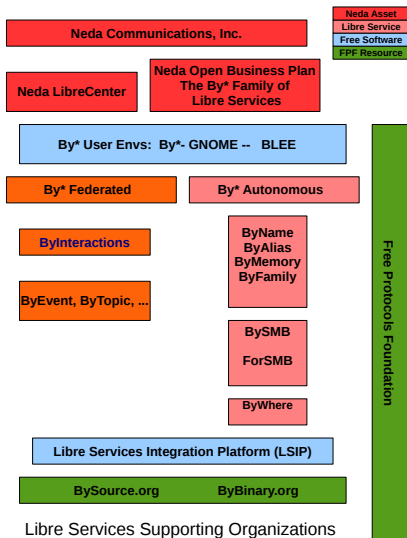 Neda Asset
Libre Service
Free Software
FPF Resource
Neda Communications, Inc.
Neda LibreCenter
Neda Open Business Plan
The By* Family of
Libre Services
By* User Envs: By*- GNOME -- BLEE
By* Federated
By* Autonomous
ByInteractions
ByName
ByAlias
ByMemory
ByFamily
ByEvent, ByTopic, ...
BySMB
ForSMB
ByWhere
Free Protocols Foundation
Libre Services Integration Platform (LSIP)
BySource.org ByBinary.org
Libre Services Supporting Organizations